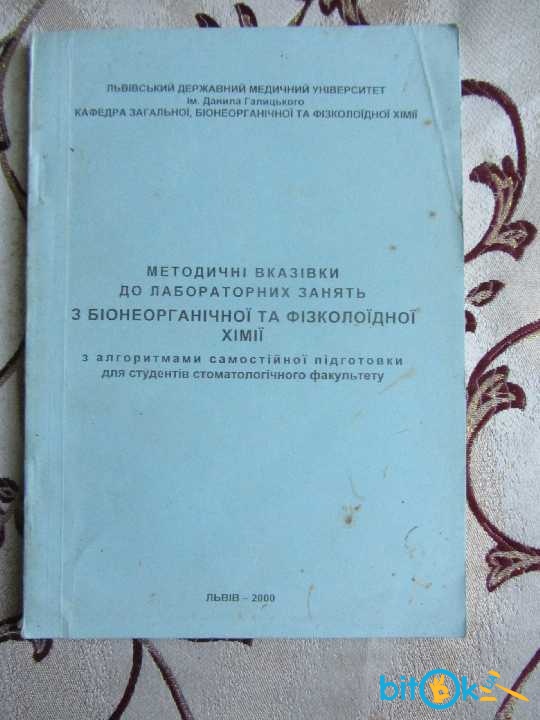 ЛЬВІВСЬКИЙ ДЕРЖАВНИЙ МЕДИЧНИЙ УНІВЕРСИТЕТ
ім. Данила Галицького
КАФЕДРА ЗАГАЛЬНОЇ, БІОНЕОРГАНІЧНОЇ ТА ФІЗКОЛОЇДНОЇ ХІМІЇ
МЕТОДИЧНІ ВКАЗІВКИ
ДО ЛАБОРАТОРНИХ ЗАНЯТЬ
З БІОНЕОРГАНІЧНОЇ ТА ФІЗКОЛОЇДНОЇ
ХІМІЇ
з алгоритмами самостійної підготовки
для студентів стоматологічного факультету
ЛЬВІВ – 2000
bitOk